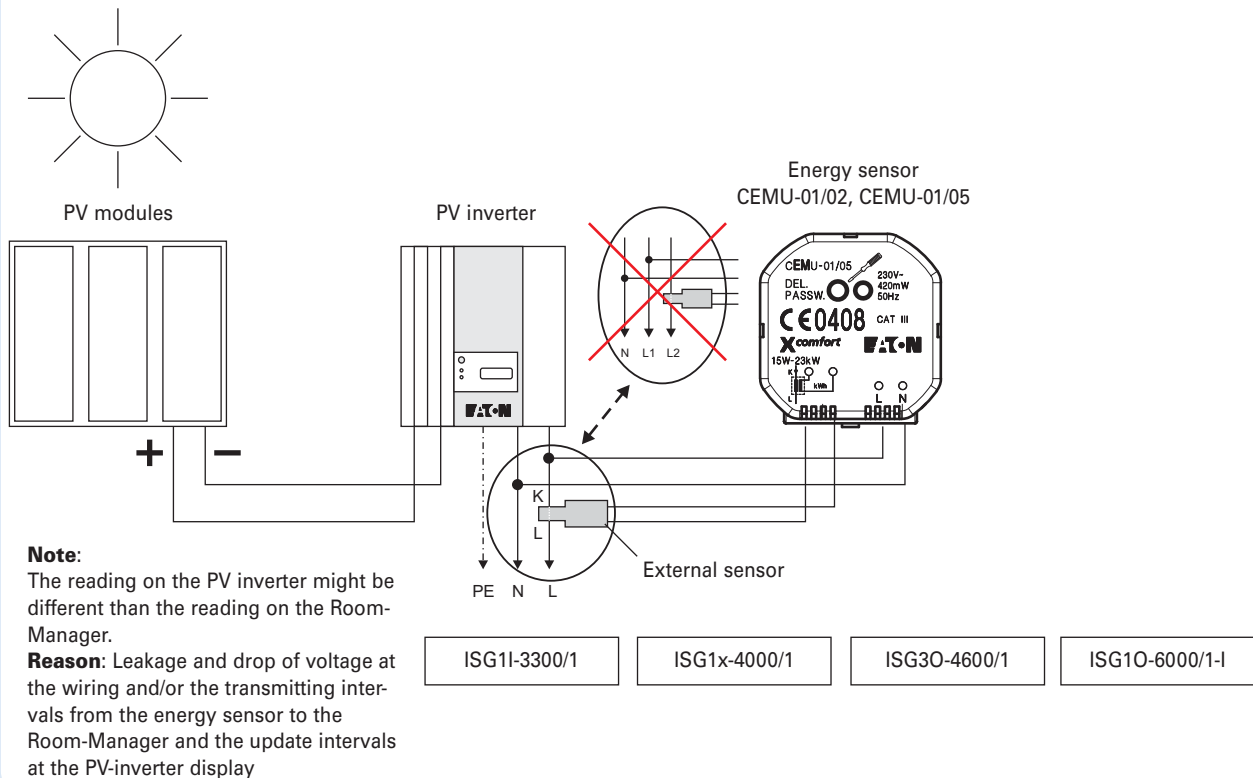 PV modules
PV inverter
Energy sensor
CEMU-01/02, CEMU-01/05
N L1 L2
CEMU-01/05
DEL.
PASSW.
230V~
420mW
50Hz
CE0408 CAT III
Xcomfort EATON
15W-23kW
K
kWh
L
L N
EATON
+ −
K
L
External sensor
PE N L
Note:
The reading on the PV inverter might be
different than the reading on the Room-
Manager.
Reason: Leakage and drop of voltage at
the wiring and/or the transmitting inter-
vals from the energy sensor to the
Room-Manager and the update intervals
at the PV-inverter display
ISG1I-3300/1
ISG1x-4000/1
ISG3O-4600/1
ISG1O-6000/1-I